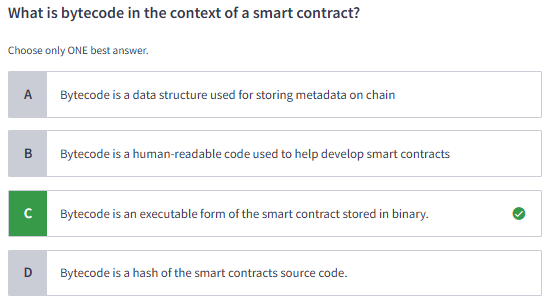 What is bytecode in the context of a smart contract?
Choose only ONE best answer.
A Bytecode is a data structure used for storing metadata on chain
B Bytecode is a human-readable code used to help develop smart contracts
C Bytecode is an executable form of the smart contract stored in binary.
D Bytecode is a hash of the smart contracts source code.